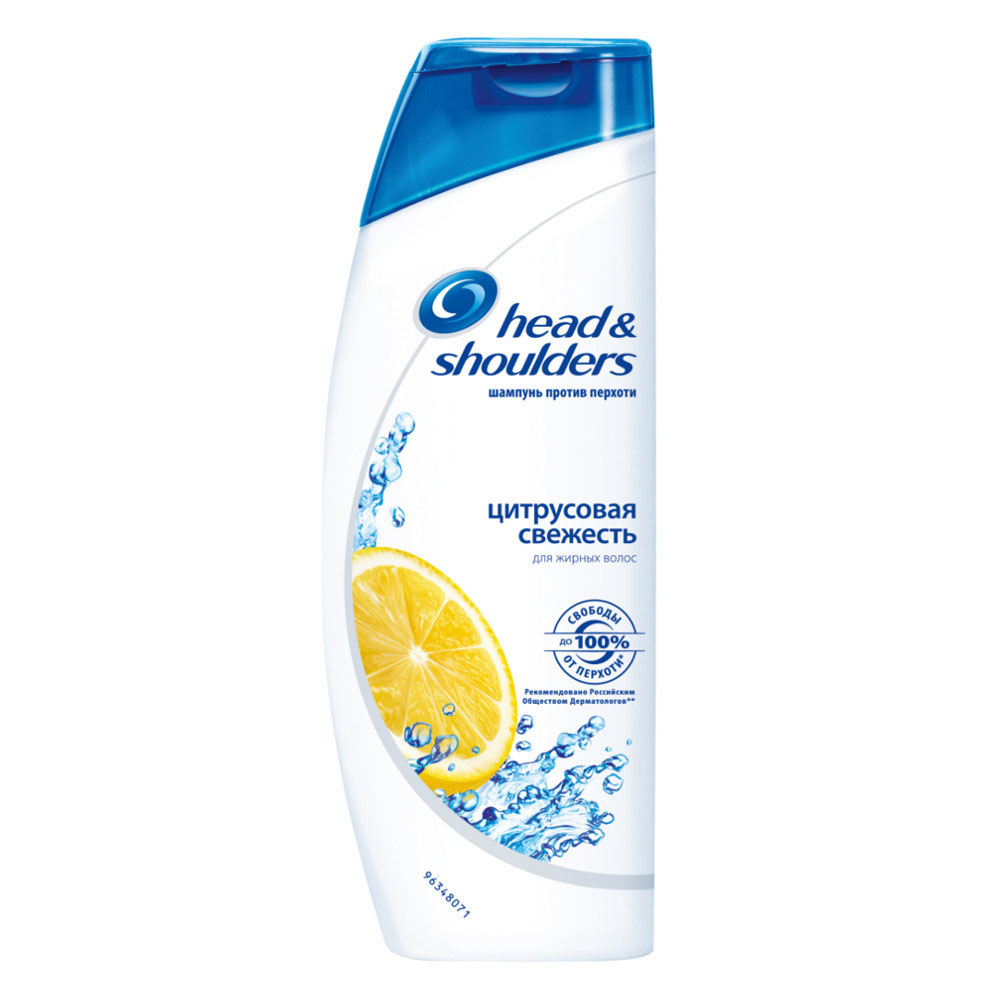 head &
shoulders
шампунь против перхоти
цитрусовая
свежесть
для жирных волос
СВОБОДЫ
ДО 100%
ОТ ПЕРХОТИ*
Рекомендовано Российским
Обществом Дерматологов**
96348071